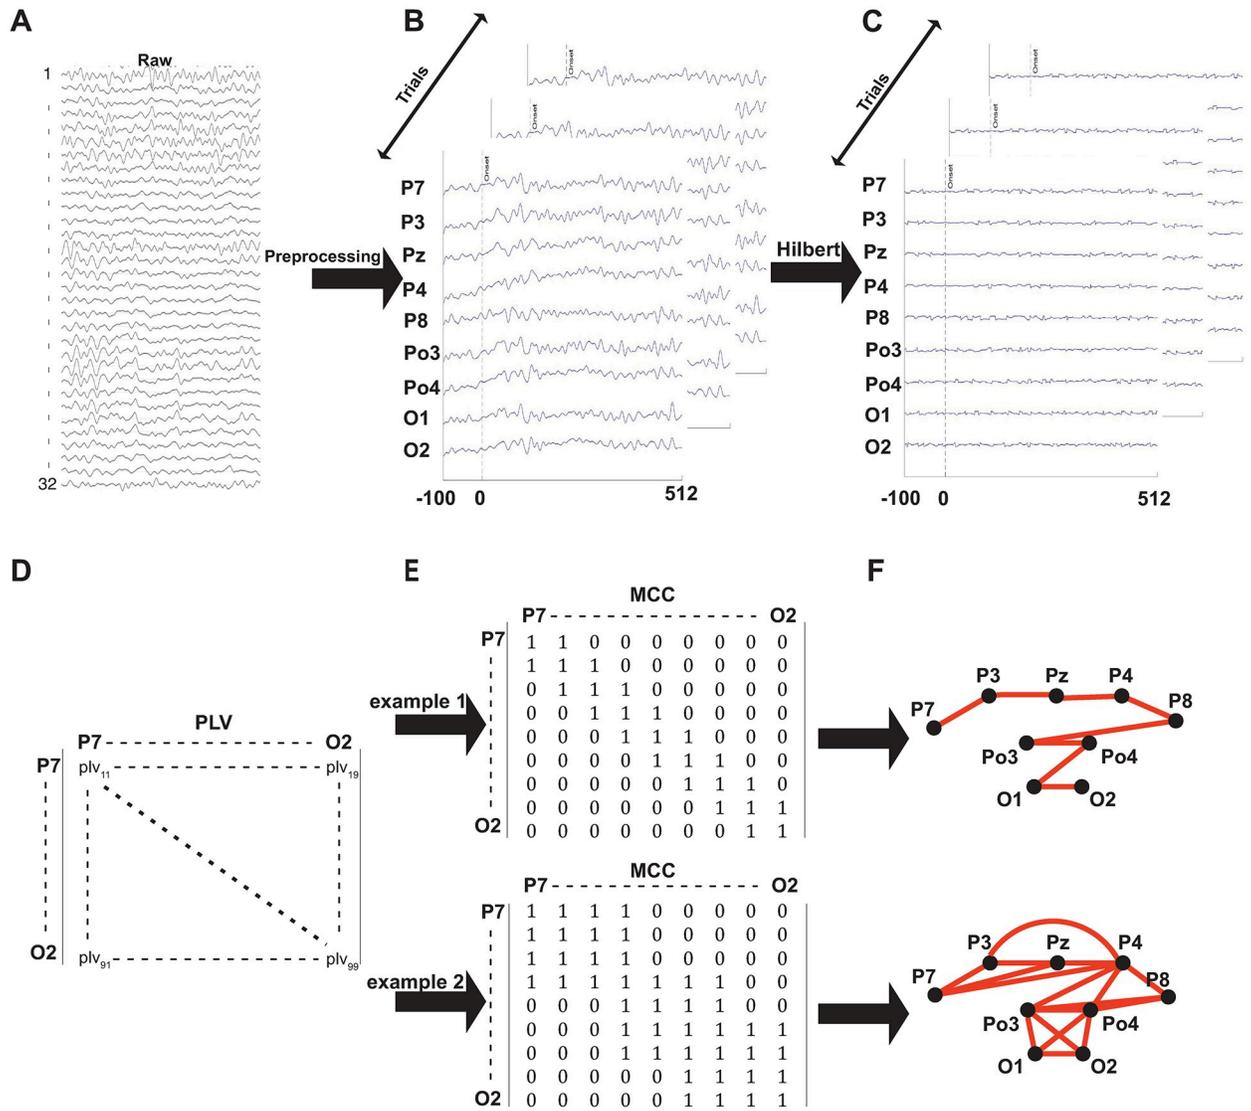 A
Raw
1
32
Preprocessing
B
Trials
Onset
Onset
Onset
P7
P3
Pz
P4
P8
Po3
Po4
O1
O2
-100 0 512
Hilbert
C
Trials
Onset
Onset
Onset
P7
P3
Pz
P4
P8
Po3
Po4
O1
O2
-100 0 512
D
PLV
P7 O2
P7 plv11 plv19
O2 plv91 plv99
example 1
example 2
E
MCC
P7 O2
P7 1 1 0 0 0 0 0 0 0
1 1 1 0 0 0 0 0 0
0 1 1 1 0 0 0 0 0
0 0 1 1 1 0 0 0 0
0 0 0 1 1 1 0 0 0
0 0 0 0 1 1 1 0 0
0 0 0 0 0 1 1 1 0
0 0 0 0 0 0 1 1 1
O2 0 0 0 0 0 0 0 1 1
MCC
P7 O2
P7 1 1 1 1 0 0 0 0 0
1 1 1 1 0 0 0 0 0
1 1 1 1 0 0 0 0 0
1 1 1 1 1 1 1 0 0
0 0 0 1 1 1 1 0 0
0 0 0 1 1 1 1 1 1
0 0 0 1 1 1 1 1 1
0 0 0 0 0 1 1 1 1
O2 0 0 0 0 0 1 1 1 1
F
P3 Pz P4
P7 P8
Po3 Po4
O1 O2
P3 Pz P4
P7 P8
Po3 Po4
O1 O2